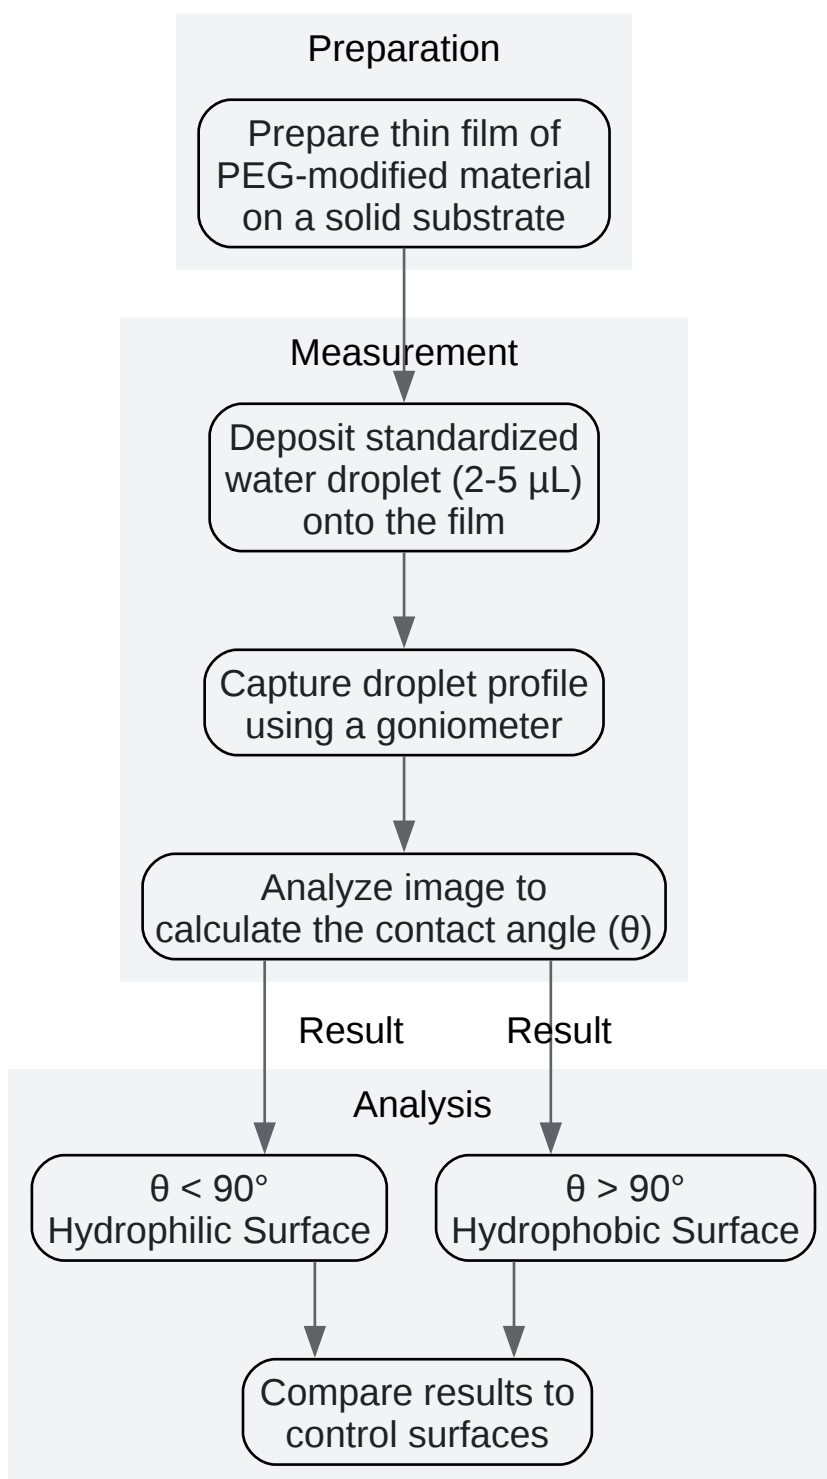 Preparation
Prepare thin film of
PEG-modified material
on a solid substrate
Measurement
Deposit standardized
water droplet (2-5 µL)
onto the film
Capture droplet profile
using a goniometer
Analyze image to
calculate the contact angle (θ)
Result
Result
Analysis
θ < 90°
Hydrophilic Surface
θ > 90°
Hydrophobic Surface
Compare results to
control surfaces